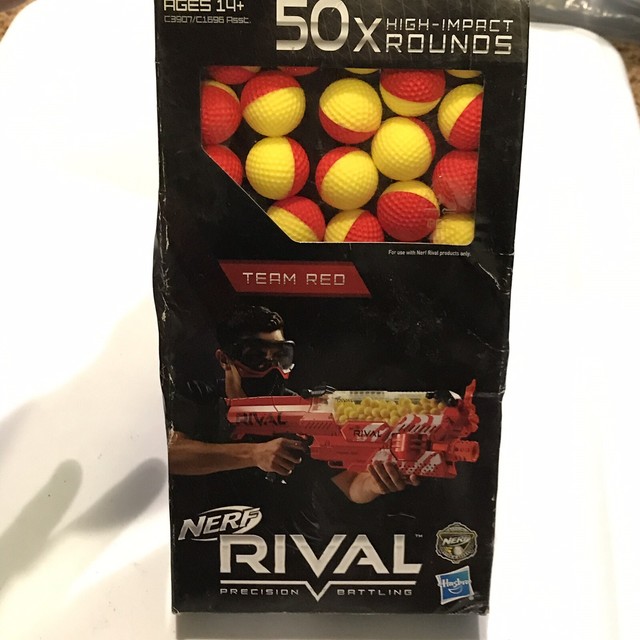 AGES 14+
C3907/C1696 Asst.
50x HIGH-IMPACT
ROUNDS
For use with Nerf Rival products only.
TEAM RED
RIVAL
RIVAL
NERF
RIVAL™
PRECISION BATTLING
NERF
Hasbro